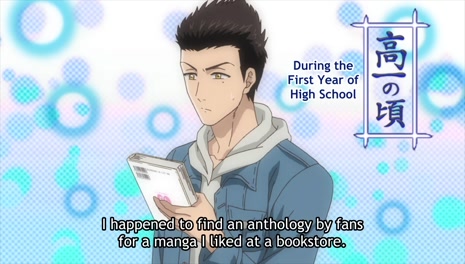 During the
First Year of
High School
高一の頃
I happened to find an anthology by fans
for a manga I liked at a bookstore.